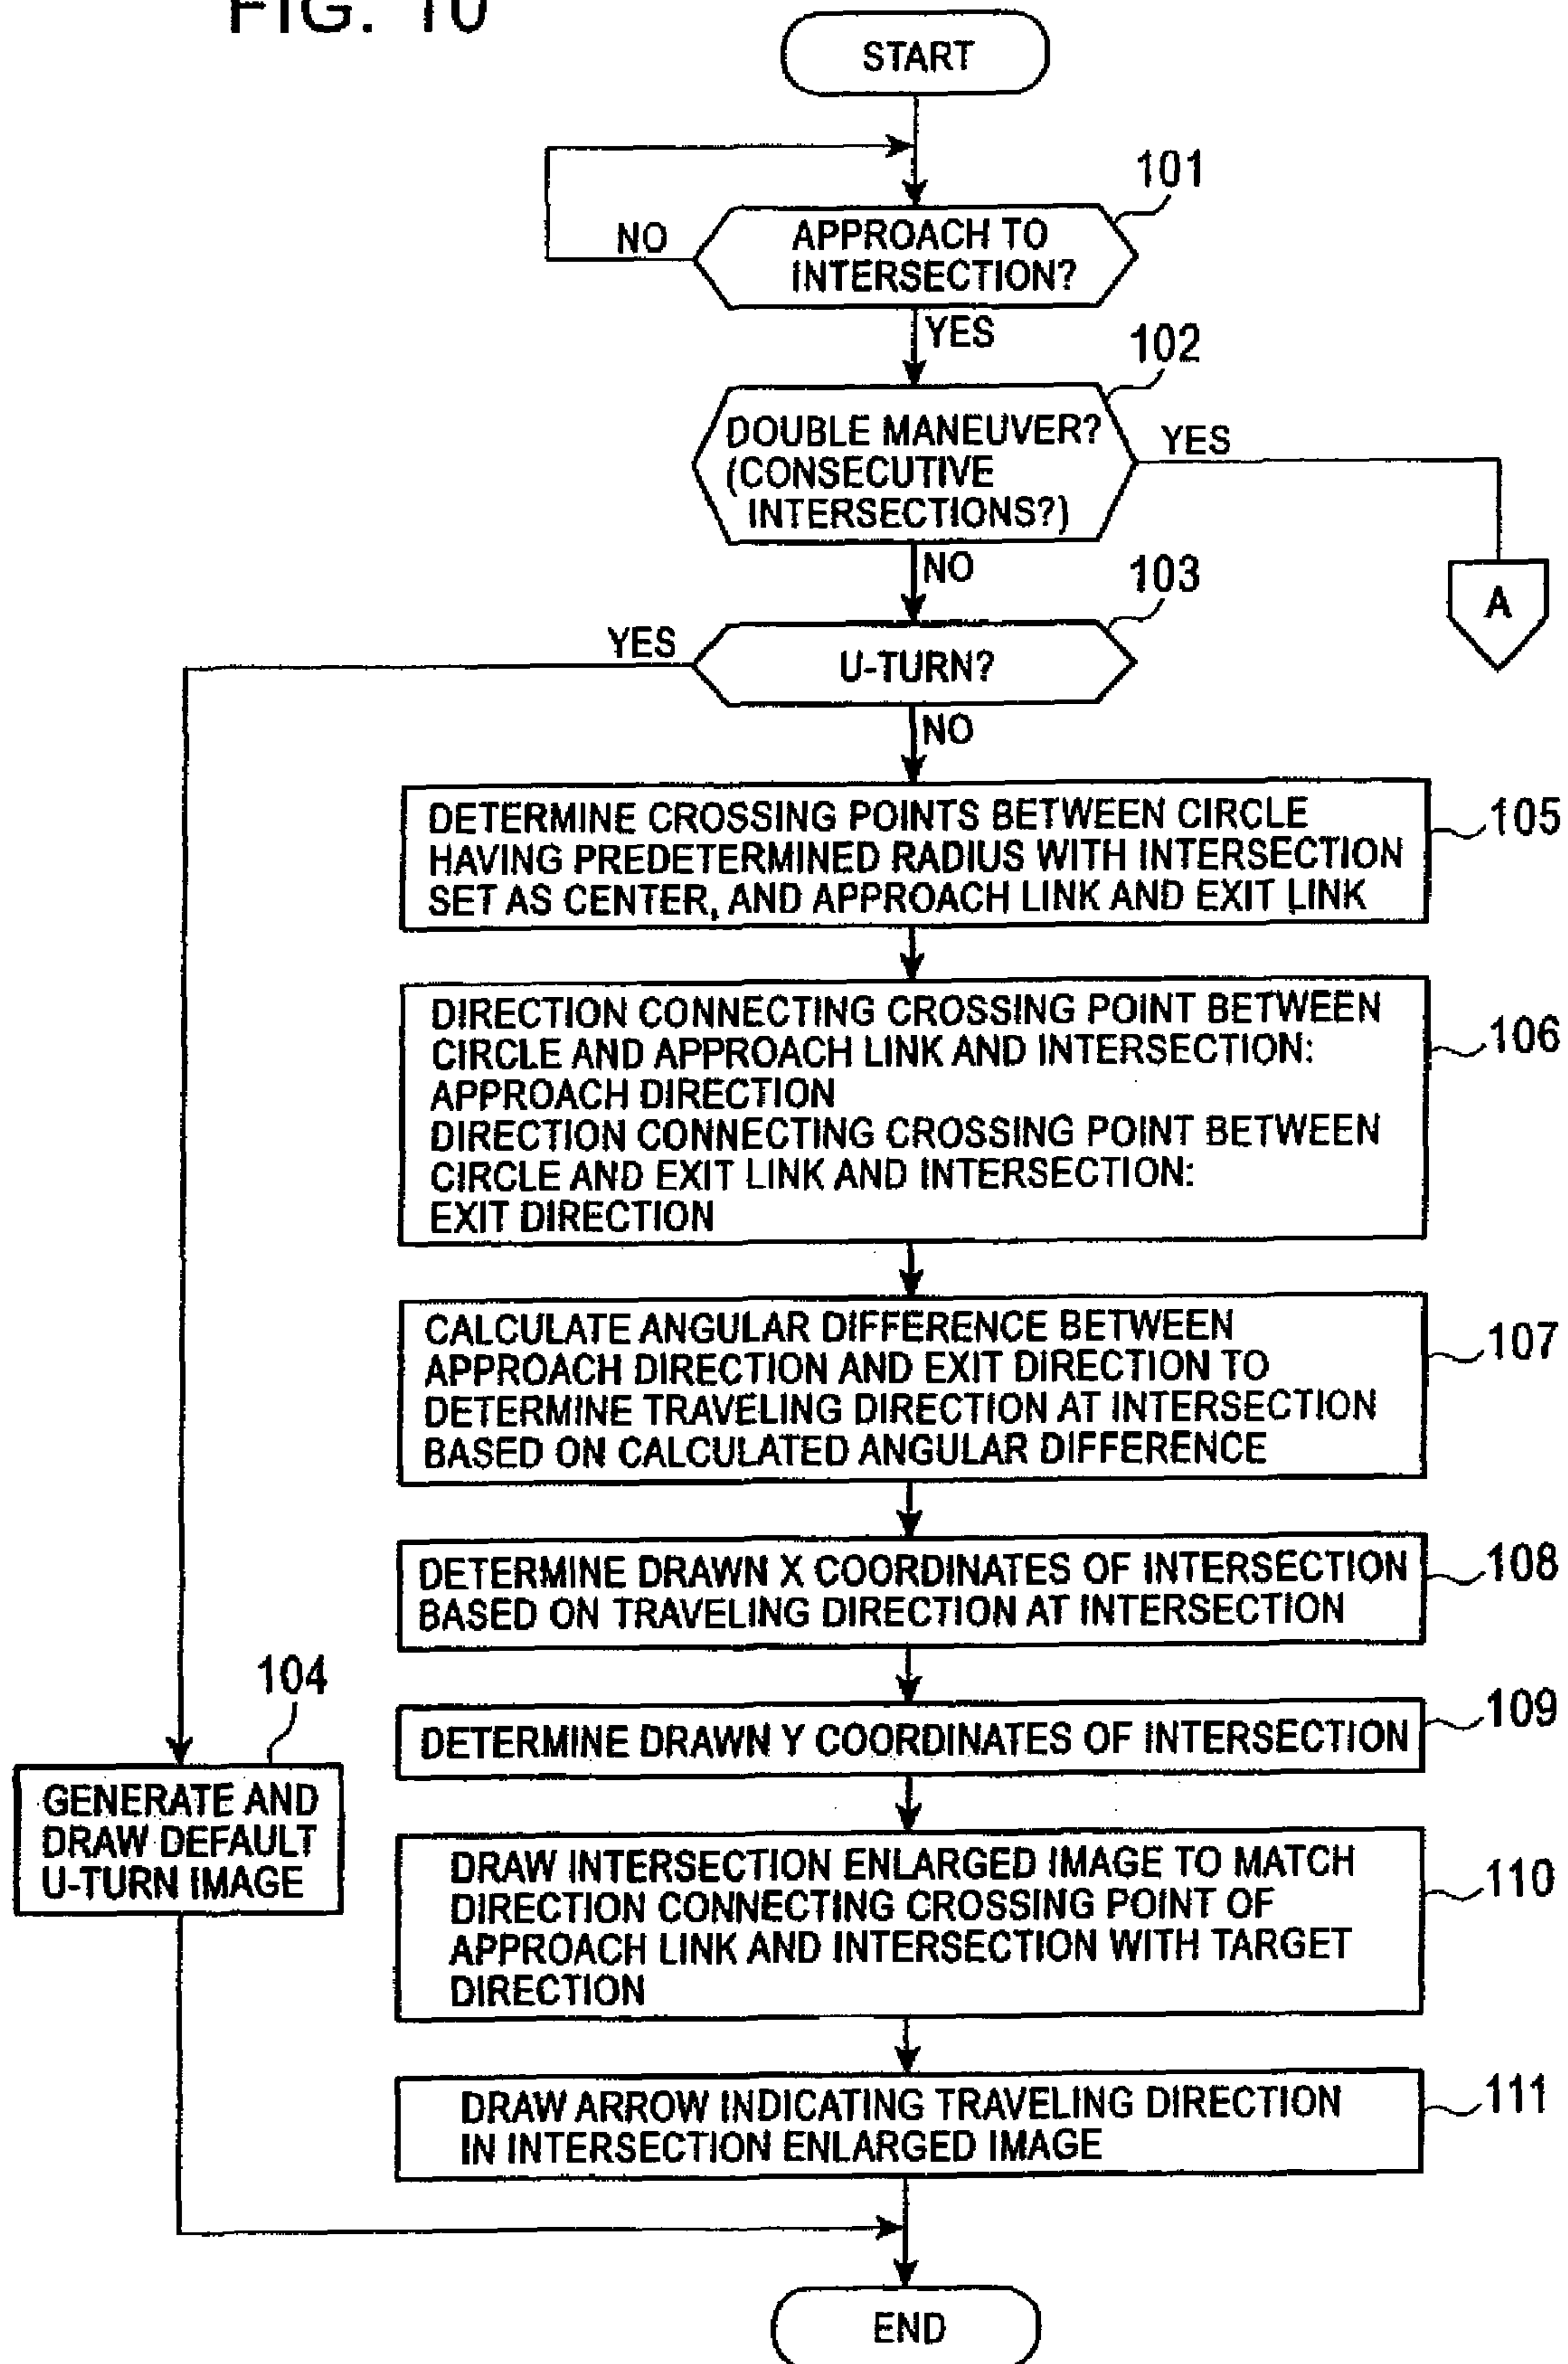 FIG. 10
START
101
NO
APPROACH TO
INTERSECTION?
YES
102
DOUBLE MANEUVER?
(CONSECUTIVE
INTERSECTIONS?)
YES
A
NO
103
YES
U-TURN?
NO
DETERMINE CROSSING POINTS BETWEEN CIRCLE
HAVING PREDETERMINED RADIUS WITH INTERSECTION
SET AS CENTER, AND APPROACH LINK AND EXIT LINK
105
DIRECTION CONNECTING CROSSING POINT BETWEEN
CIRCLE AND APPROACH LINK AND INTERSECTION:
APPROACH DIRECTION
DIRECTION CONNECTING CROSSING POINT BETWEEN
CIRCLE AND EXIT LINK AND INTERSECTION:
EXIT DIRECTION
106
CALCULATE ANGULAR DIFFERENCE BETWEEN
APPROACH DIRECTION AND EXIT DIRECTION TO
DETERMINE TRAVELING DIRECTION AT INTERSECTION
BASED ON CALCULATED ANGULAR DIFFERENCE
107
DETERMINE DRAWN X COORDINATES OF INTERSECTION
BASED ON TRAVELING DIRECTION AT INTERSECTION
108
104
GENERATE AND
DRAW DEFAULT
U-TURN IMAGE
DETERMINE DRAWN Y COORDINATES OF INTERSECTION
109
DRAW INTERSECTION ENLARGED IMAGE TO MATCH
DIRECTION CONNECTING CROSSING POINT OF
APPROACH LINK AND INTERSECTION WITH TARGET
DIRECTION
110
DRAW ARROW INDICATING TRAVELING DIRECTION
IN INTERSECTION ENLARGED IMAGE
111
END